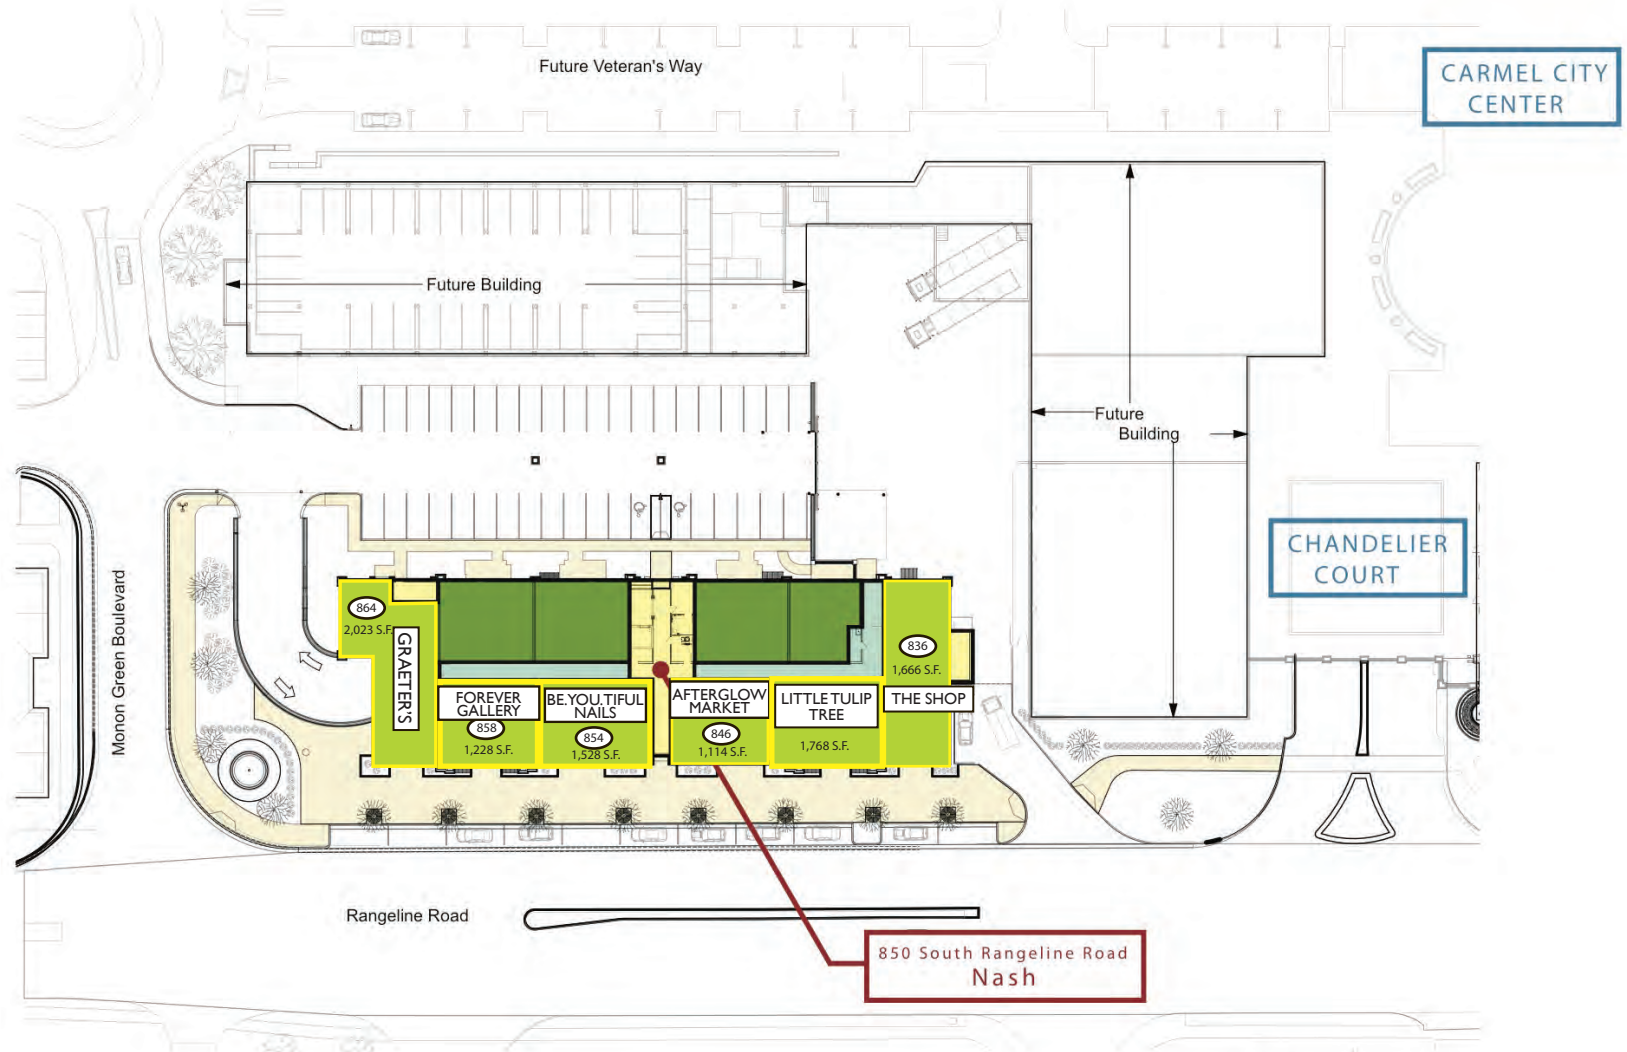 Future Veteran's Way
CARMEL CITY
CENTER
Future Building
Future
Building
CHANDELIER
COURT
Monon Green Boulevard
864
2,023 S.F.
GRAETER'S
FOREVER
GALLERY
858
1,228 S.F.
BE.YOU.TIFUL
NAILS
854
1,528 S.F.
AFTERGLOW
MARKET
846
1,114 S.F.
LITTLE TULIP
TREE
1,768 S.F.
836
1,666 S.F.
THE SHOP
Rangeline Road
850 South Rangeline Road
Nash